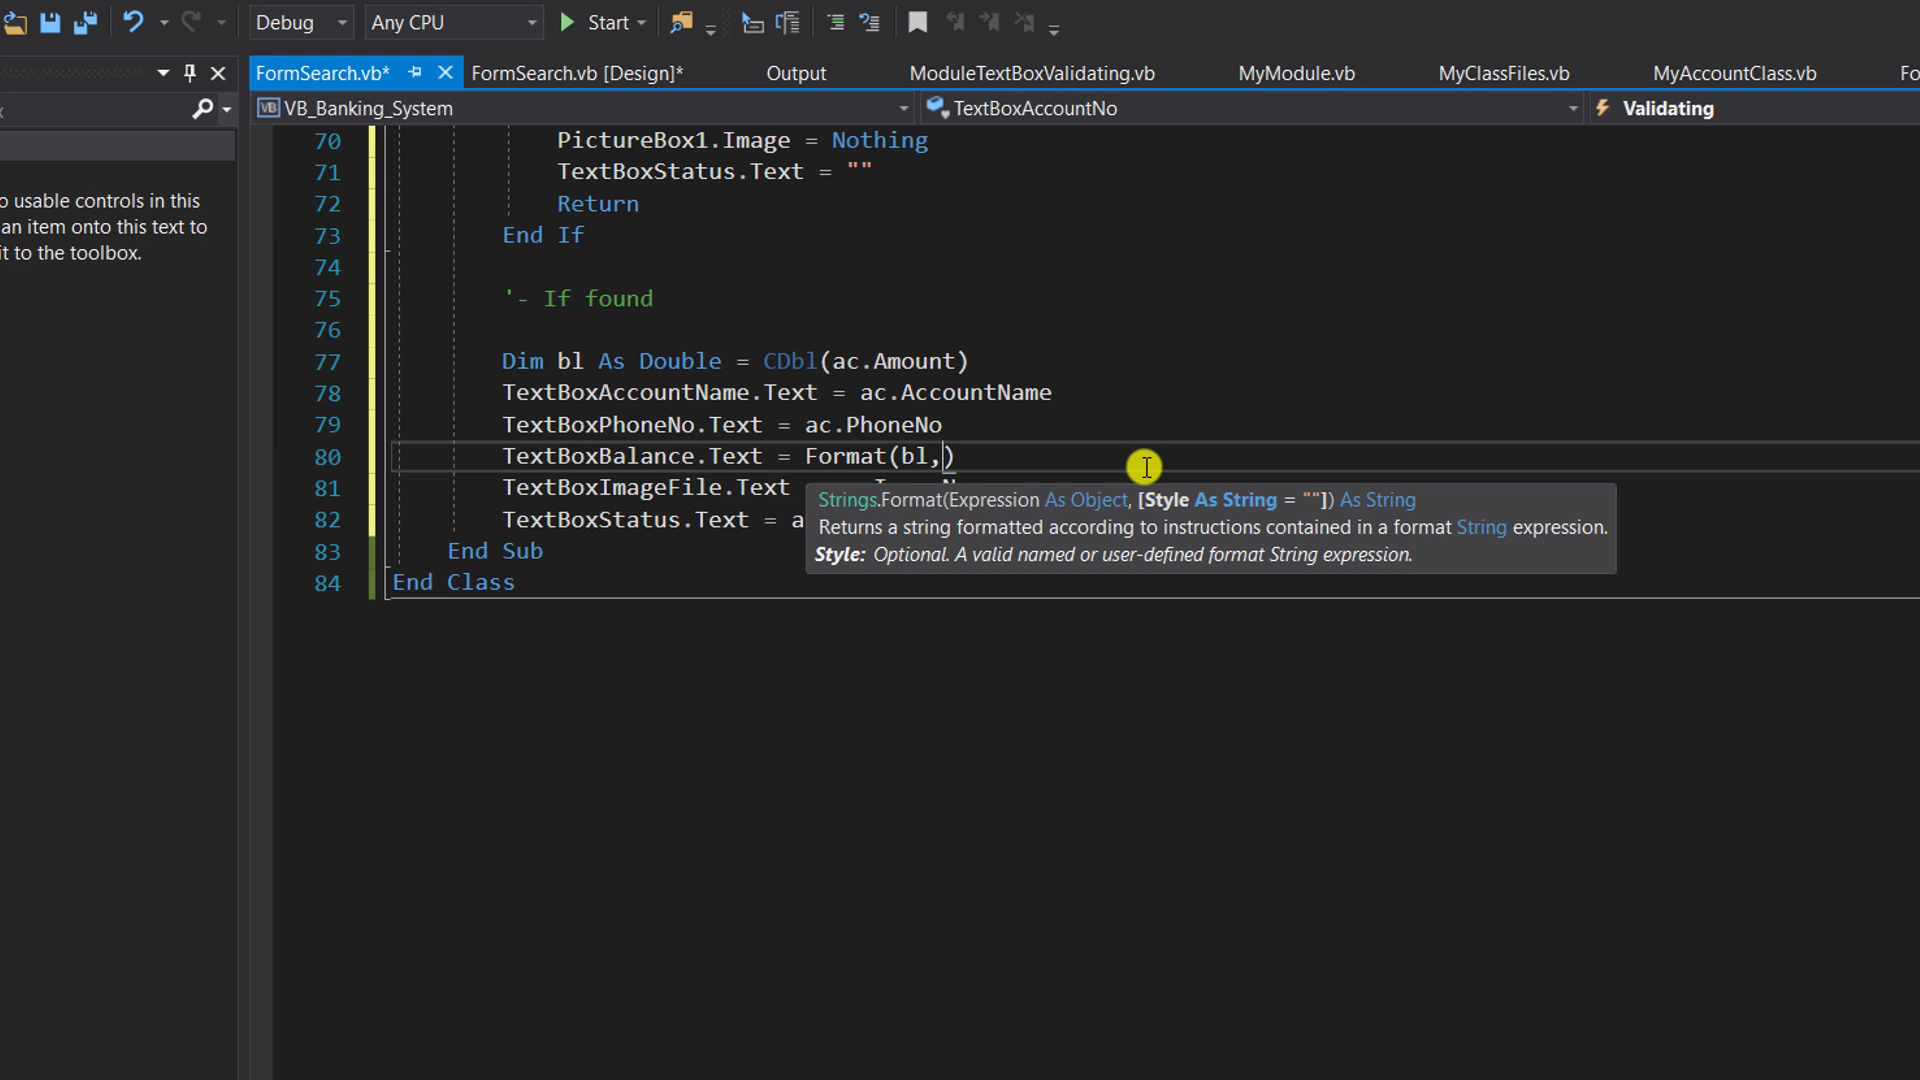 Debug Any CPU Start
FormSearch.vb* FormSearch.vb [Design]* Output ModuleTextBoxValidating.vb MyModule.vb MyClassFiles.vb MyAccountClass.vb Fo
VB_Banking_System TextBoxAccountNo Validating
o usable controls in this
an item onto this text to
it to the toolbox.
70 PictureBox1.Image = Nothing
71 TextBoxStatus.Text = ""
72 Return
73 End If
74
75 '- If found
76
77 Dim bl As Double = CDbl(ac.Amount)
78 TextBoxAccountName.Text = ac.AccountName
79 TextBoxPhoneNo.Text = ac.PhoneNo
80 TextBoxBalance.Text = Format(bl,)
81 TextBoxImageFile.Text
82 TextBoxStatus.Text = a
83 End Sub
84 End Class
Strings.Format(Expression As Object, [Style As String = ""]) As String
Returns a string formatted according to instructions contained in a format String expression.
Style: Optional. A valid named or user-defined format String expression.